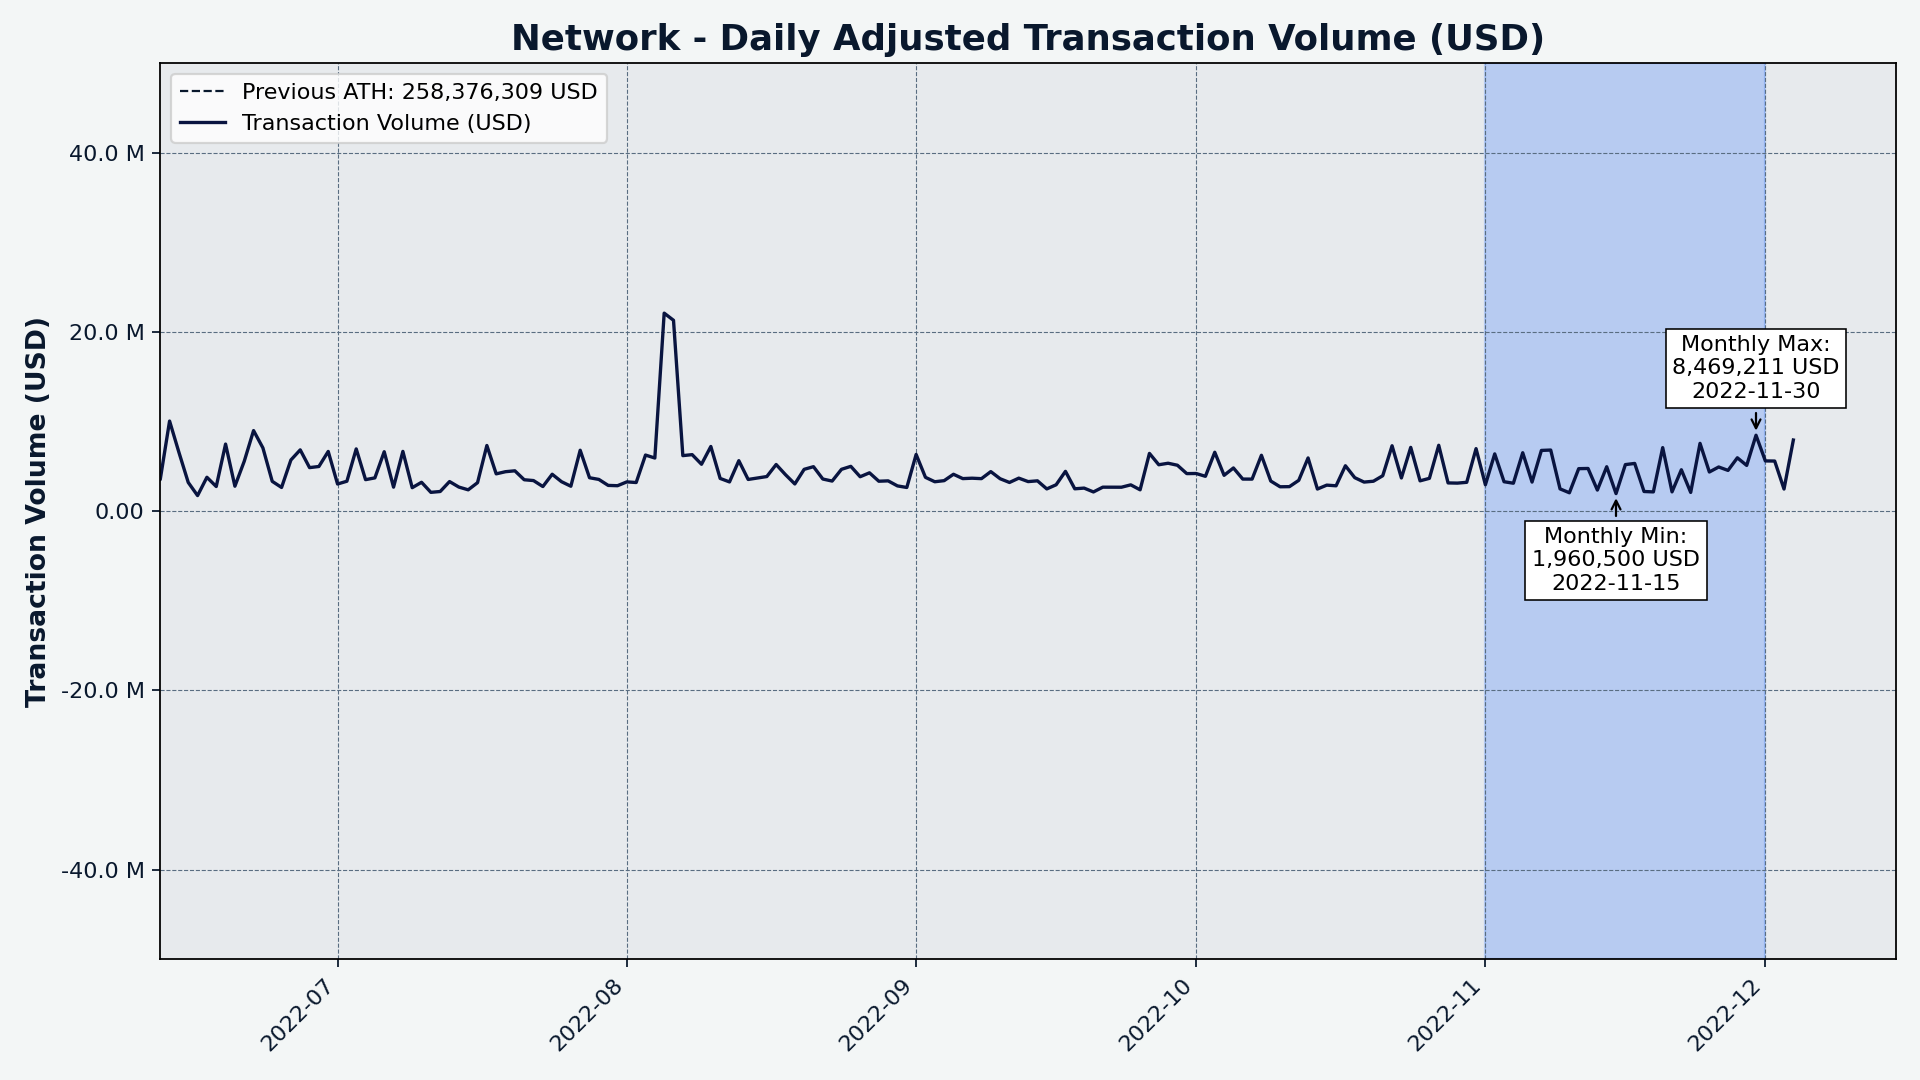 Network - Daily Adjusted Transaction Volume (USD)
Previous ATH: 258,376,309 USD
Transaction Volume (USD)
Transaction Volume (USD)
40.0 M
20.0 M
0.00
-20.0 M
-40.0 M
Monthly Max:
8,469,211 USD
2022-11-30
Monthly Min:
1,960,500 USD
2022-11-15
2022-07
2022-08
2022-09
2022-10
2022-11
2022-12